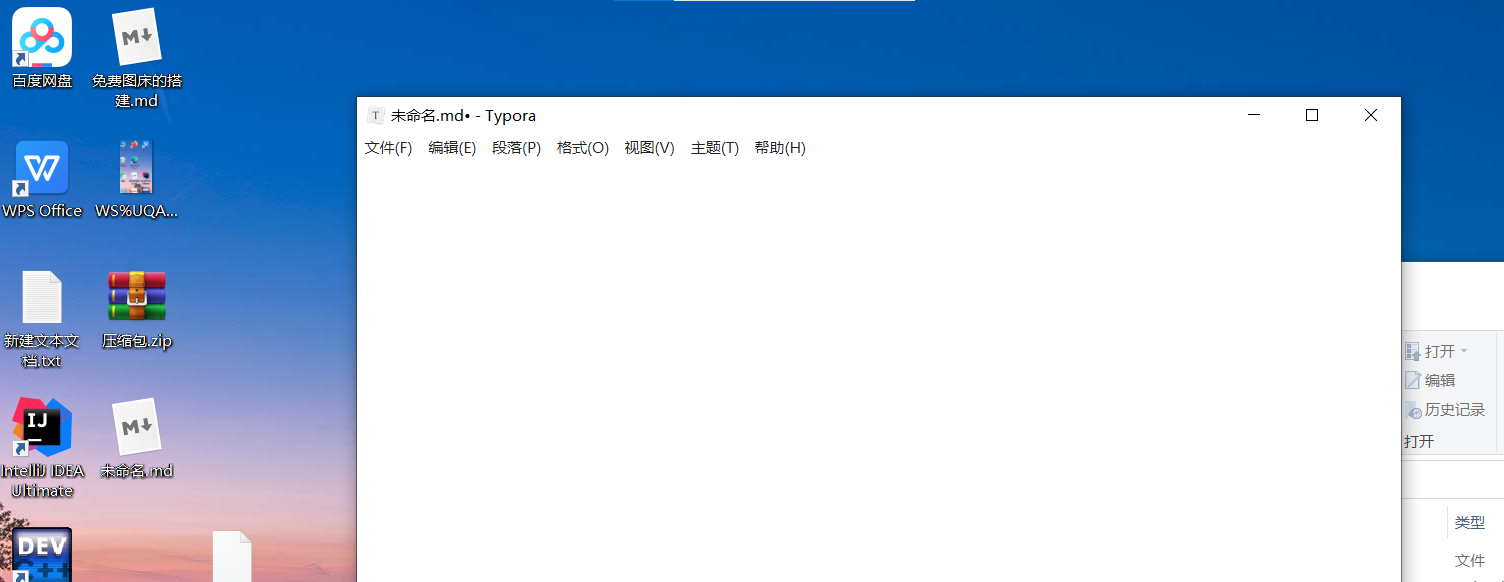 百度网盘
免费图床的搭
建.md
WPS Office
WS%UQA...
新建文本文
档.txt
压缩包.zip
IJ
IntelliJ IDEA
Ultimate
M
未命名.md
DEV
C++
T 未命名.md• - Typora
文件(F) 编辑(E) 段落(P) 格式(O) 视图(V) 主题(T) 帮助(H)
打开
编辑
历史记录
打开
类型
文件